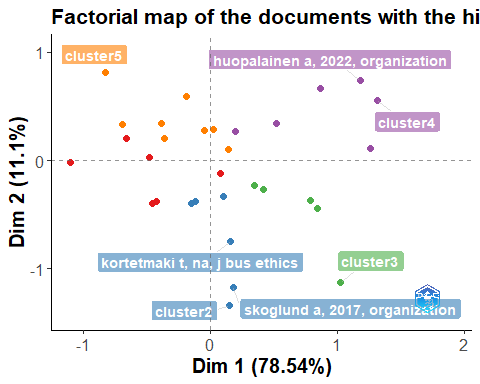 Factorial map of the documents with the hi
cluster5
huopalainen a, 2022, organization
cluster4
kortetmaki t, na, j bus ethics
cluster3
cluster2
skoglund a, 2017, organization
1
0
-1
-1
0
1
2
Dim 2 (11.1%)
Dim 1 (78.54%)